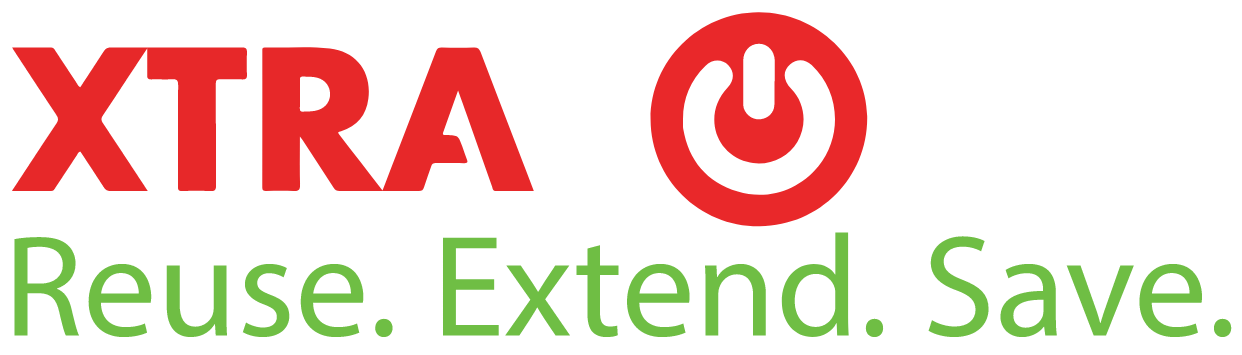 XTRA
Reuse. Extend. Save.